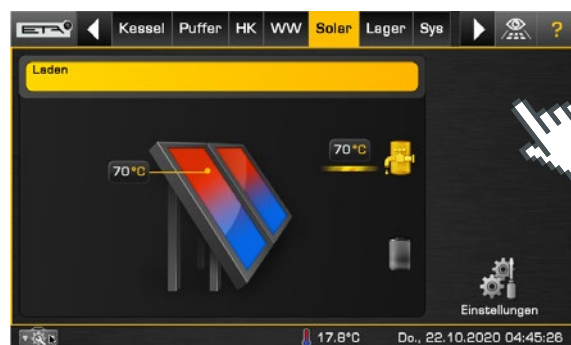 ETA Kessel Puffer HK WW Solar Lager Sys ?
Laden
70°C
70°C
Einstellungen
17.8°C Do., 22.10.2020 04:45:26